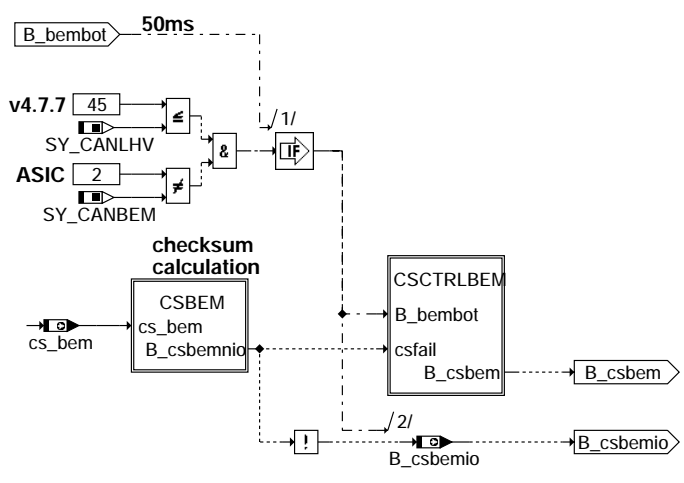 B_bembot
50ms
/1/
v4.7.7
45
≤
SY_CANLHV
&
IF
ASIC
2
≠
SY_CANBEM
checksum
calculation
CSBEM
cs_bem
cs_bem
B_csbemnio
CSCTRLBEM
B_bembot
csfail
B_csbem
B_csbem
/2/
!
B_csbemio
B_csbemio